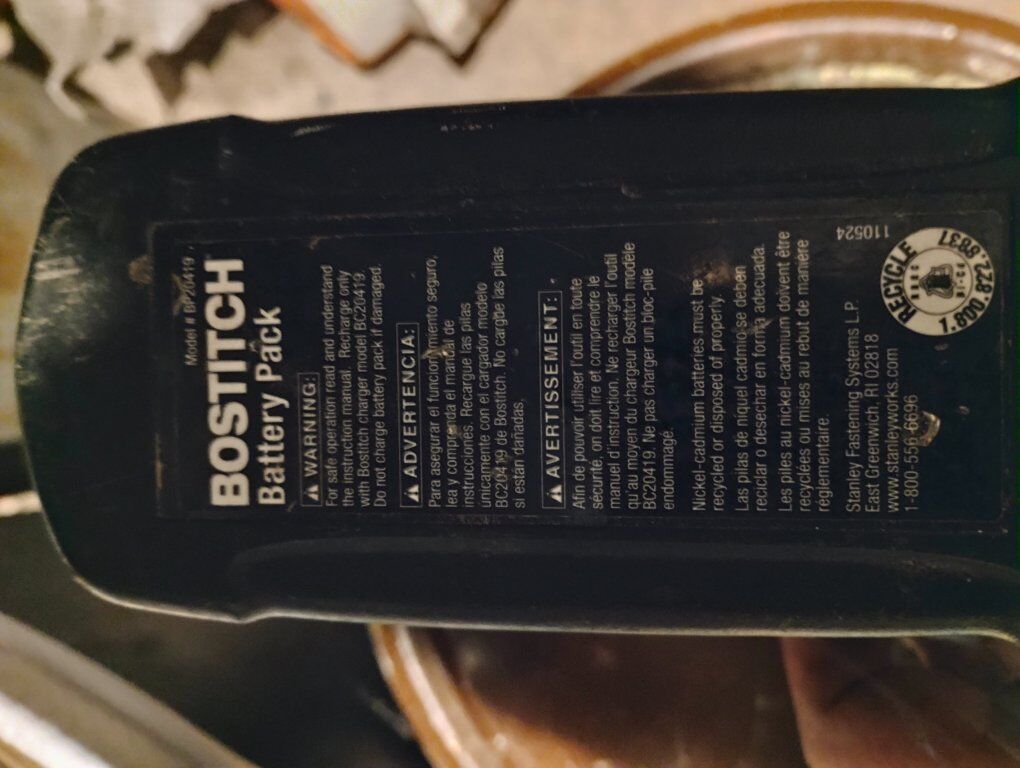 Model # BP20419
BOSTITCH
Battery Pack
WARNING:
For safe operation read and understand
the instruction manual. Recharge only
with Bostitch charger model BC20419.
Do not charge battery pack if damaged.
ADVERTENCIA:
Para asegurar el funcionamiento seguro,
lea y comprenda el manual de
instrucciones. Recargue las pilas
únicamente con el cargador modelo
BC20419 de Bostitch. No cargue las pilas
si están dañadas.
AVERTISSEMENT:
Afin de pouvoir utiliser l'outil en toute
sécurité, on doit lire et comprendre le
manuel d'instruction. Ne recharger l'outil
qu'au moyen du chargeur Bostitch modèle
BC20419. Ne pas charger un bloc-pile
endommagé.
Nickel-cadmium batteries must be
recycled or disposed of properly.
Las pilas de níquel cadmio se deben
reciclar o desechar en forma adecuada.
Les piles au nickel-cadmium doivent être
recyclées ou mises au rebut de manière
réglementaire.
Stanley Fastening Systems L.P.
East Greenwich, RI 02818
www.stanleyworks.com
1-800-556-6696
110524
RECYCLE
1.800.822.8837